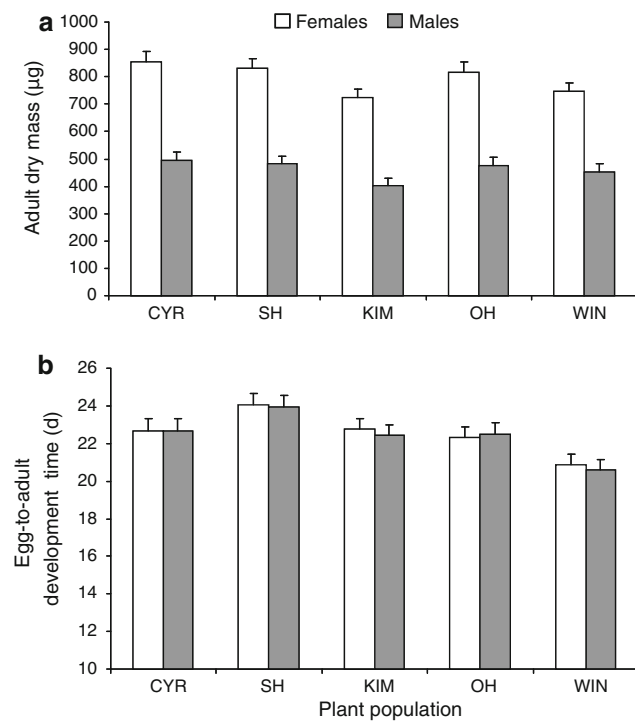 a
Females Males
Adult dry mass (µg)
1000
900
800
700
600
500
400
300
200
100
0
CYR SH KIM OH WIN
b
Egg-to-adult
development time (d)
26
24
22
20
18
16
14
12
10
CYR SH KIM OH WIN
Plant population